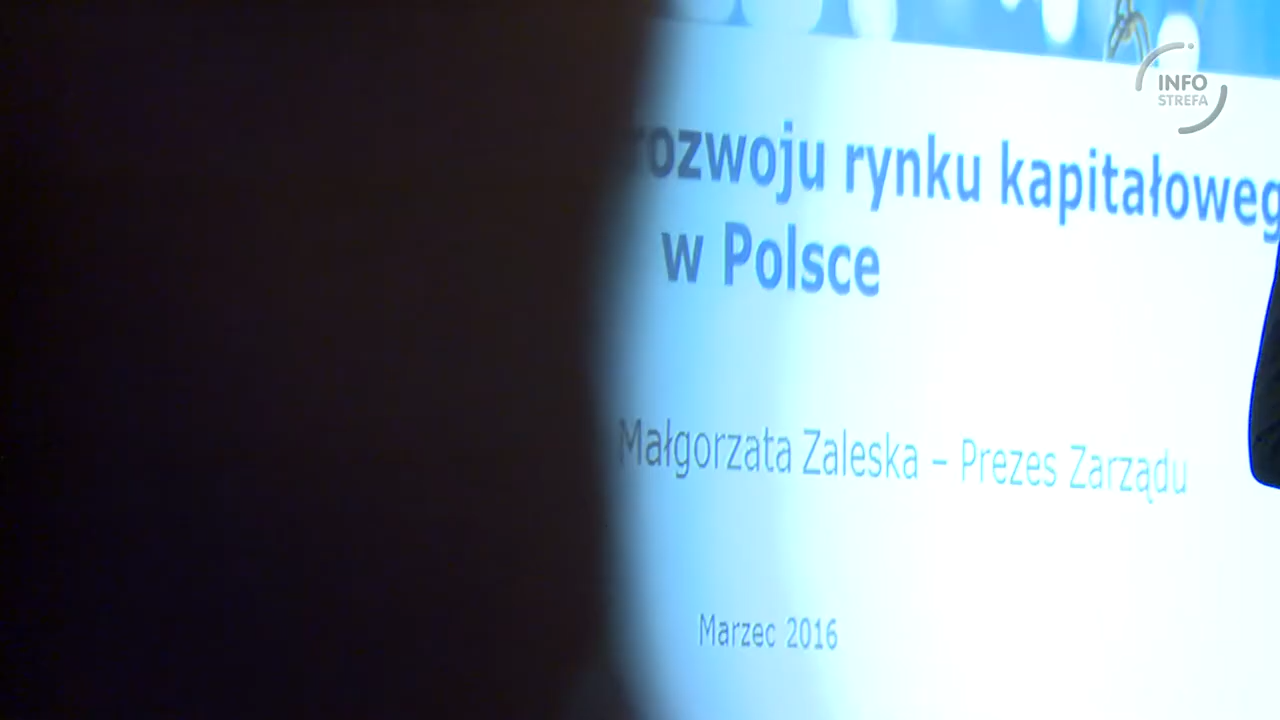 INFO
STREFA
rozwoju rynku kapitałoweg
w Polsce
Małgorzata Zaleska – Prezes Zarządu
Marzec 2016